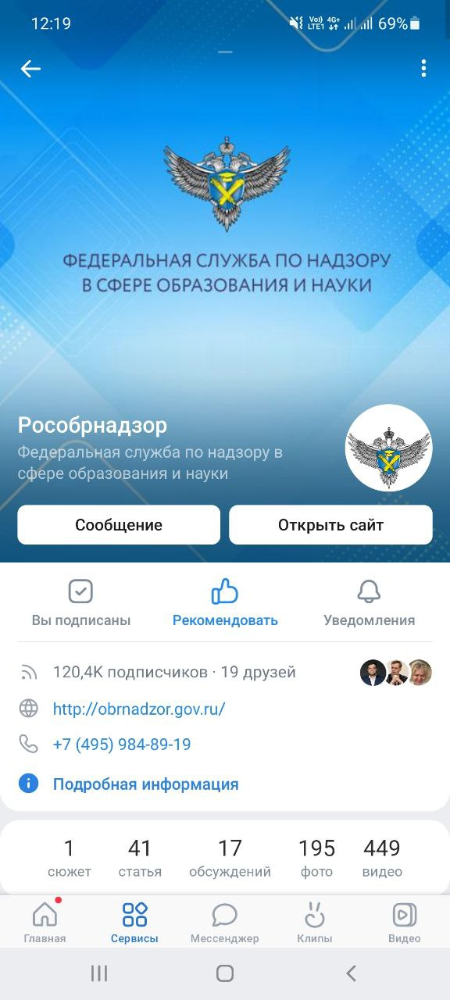 12:19
Vo)) LTE1 4G+ 69%
ФЕДЕРАЛЬНАЯ СЛУЖБА ПО НАДЗОРУ
В СФЕРЕ ОБРАЗОВАНИЯ И НАУКИ
Рособрнадзор
Федеральная служба по надзору в
сфере образования и науки
Сообщение
Открыть сайт
Вы подписаны
Рекомендовать
Уведомления
120,4K подписчиков · 19 друзей
http://obrnadzor.gov.ru/
+7 (495) 984-89-19
Подробная информация
1 41 17 195 449
сюжет статья обсуждений фото видео
Главная Сервисы Мессенджер Клипы Видео